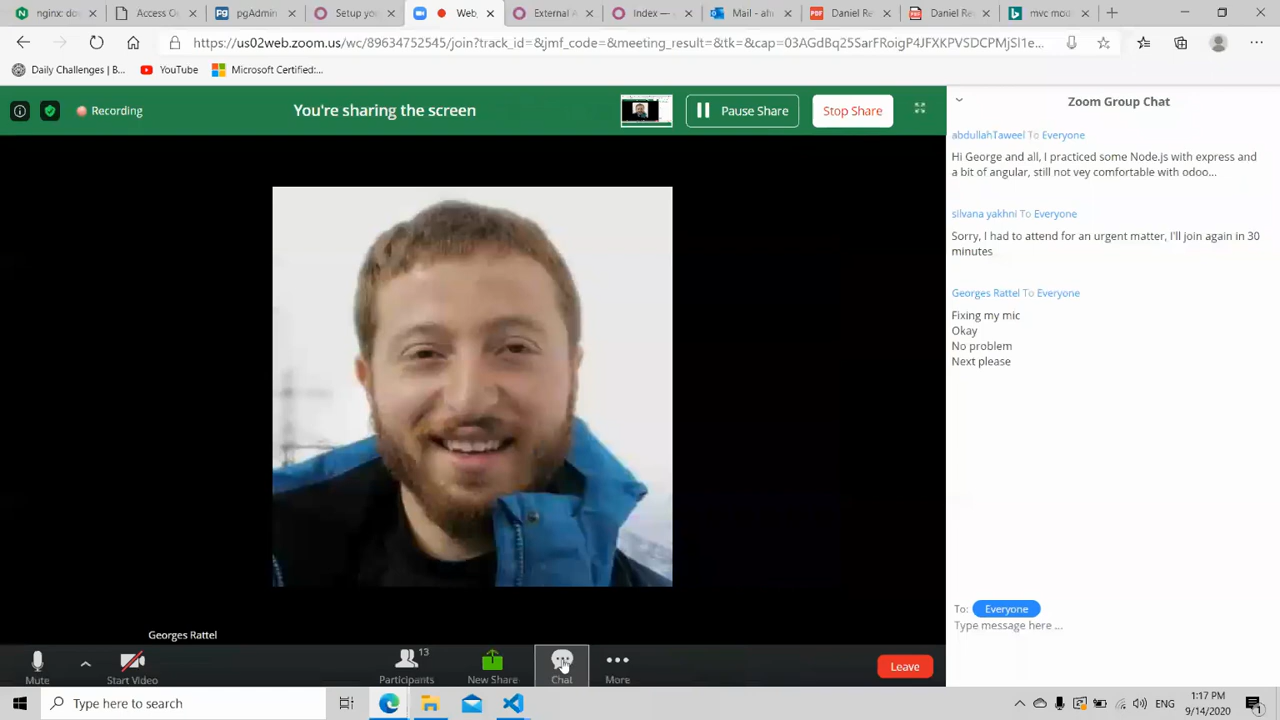 nginx: doc
Access Or
pgAdmin
Setup you
Web,
External A
Index —
Mail - afn
Daniel Re
Daniel Rev
mvc mod
https://us02web.zoom.us/wc/89634752545/join?track_id=&jmf_code=&meeting_result=&tk=&cap=03AGdBq25SarFRoigP4JFXKPVSDCPMjSl1e...
Daily Challenges | B...
YouTube
Microsoft Certified:...
Recording
You're sharing the screen
Pause Share
Stop Share
Zoom Group Chat
abdullahTaweel To Everyone
Hi George and all, I practiced some Node.js with express and
a bit of angular, still not vey comfortable with odoo...
silvana yakhni To Everyone
Sorry, I had to attend for an urgent matter, I'll join again in 30
minutes
Georges Rattel To Everyone
Fixing my mic
Okay
No problem
Next please
To: Everyone
Type message here ...
Georges Rattel
Mute
Start Video
13
Participants
New Share
Chat
More
Leave
Type here to search
ENG
1:17 PM
9/14/2020
1